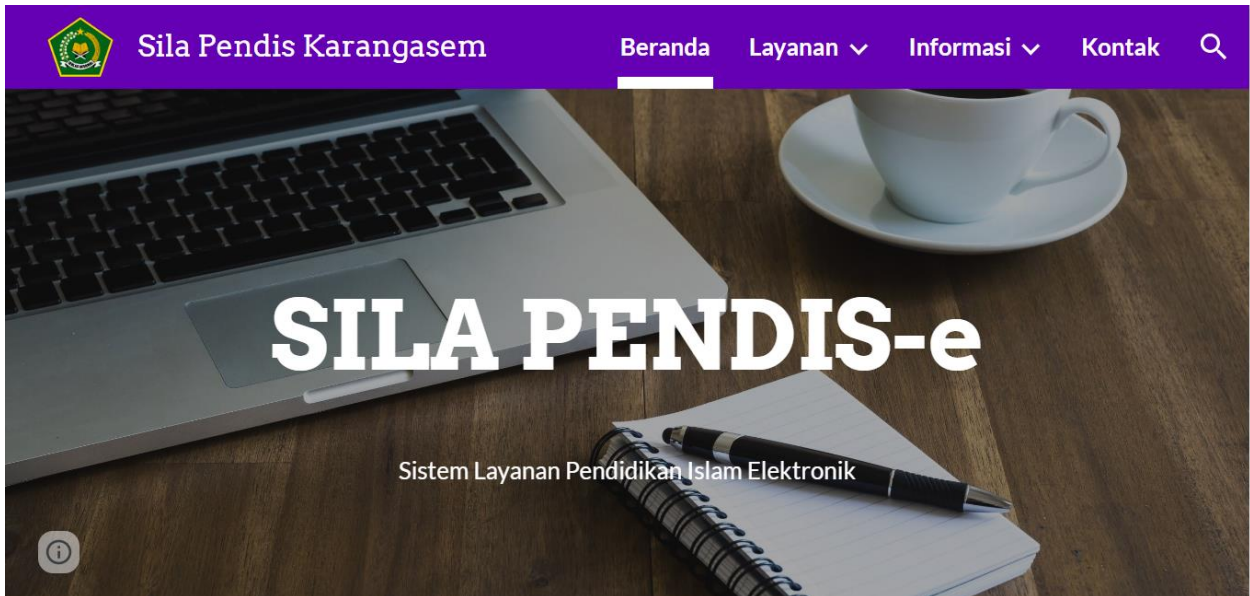 Sila Pendis Karangasem
Beranda
Layanan
Informasi
Kontak
SILA PENDIS-e
Sistem Layanan Pendidikan Islam Elektronik